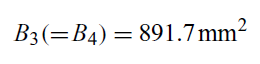 B₃(=B₄) = 891.7 mm²